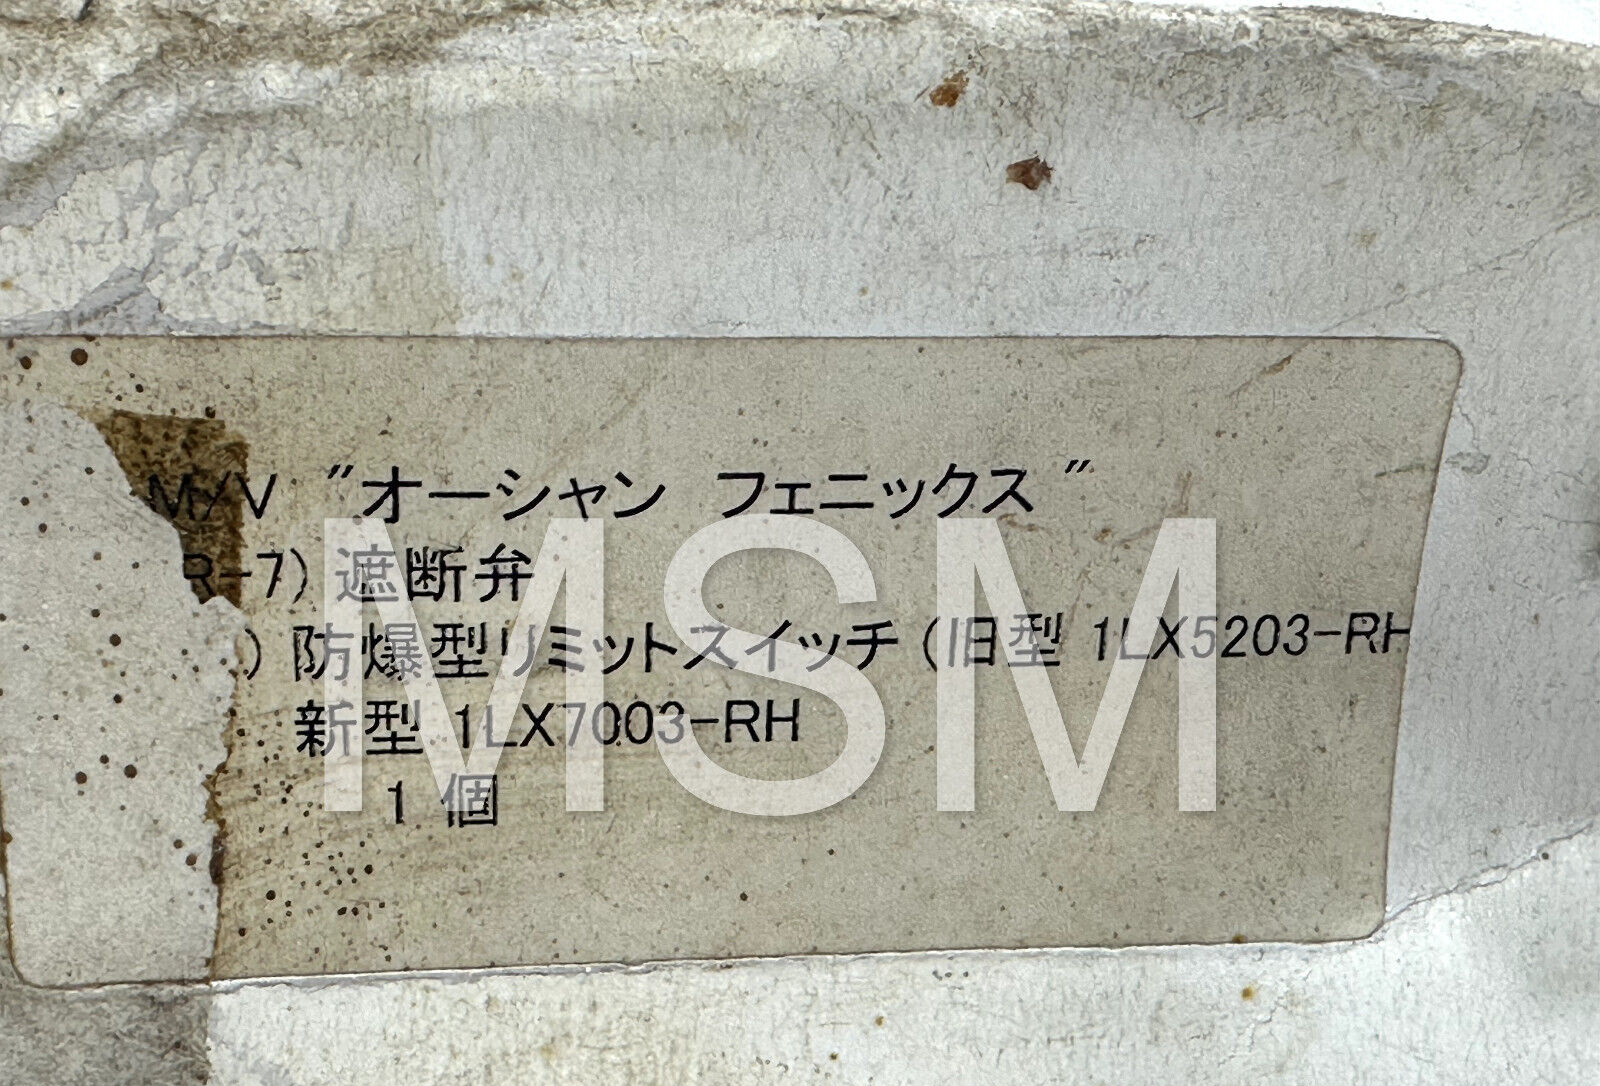 M/V "オーシャン フェニックス"
R-7) 遮断弁
) 防爆型リミットスイッチ (旧型 1LX5203-RH
新型 1LX7003-RH
1 個
MSM